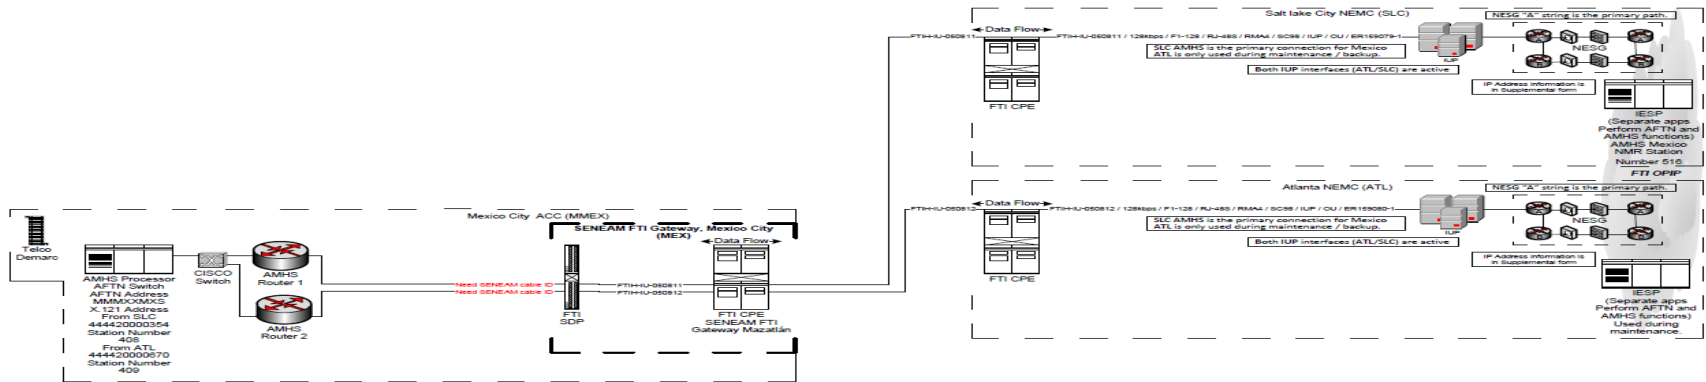 Mexico City ACC (MMEX)
Telco
Demarc
AMHS Processor
AFTN Switch
AFTN Address
MMMXXMXS
X.121 Address
From SLC
444420000354
Station Number
408
From ATL
444420000670
Station Number
409
CISCO
Switch
AMHS
Router 1
AMHS
Router 2
Need SENEAM cable ID
Need SENEAM cable ID
SENEAM FTI Gateway, Mexico City
(MEX)
Data Flow
FTI
SDP
FTIH-IU-050811
FTIH-IU-050812
FTI CPE
SENEAM FTI
Gateway Mazatlán
Salt lake City NEMC (SLC)
FTIH-IU-050811
Data Flow
FTI CPE
FTIH-IU-050811 / 128kbps / F1-128 / RJ-48S / RMA4 / SC98 / IUP / OU / ER159079-1
SLC AMHS is the primary connection for Mexico
ATL is only used during maintenance / backup.
Both IUP interfaces (ATL/SLC) are active
IUP
NESG "A" string is the primary path.
NESG
IP Address information is
in Supplemental form
IESP
(Separate apps
Perform AFTN and
AMHS functions)
AMHS Mexico
NMR Station
Number 516
FTI OPIP
Atlanta NEMC (ATL)
FTIH-IU-050812
Data Flow
FTI CPE
FTIH-IU-050812 / 128kbps / F1-128 / RJ-48S / RMA4 / SC98 / IUP / OU / ER159080-1
SLC AMHS is the primary connection for Mexico
ATL is only used during maintenance / backup.
Both IUP interfaces (ATL/SLC) are active
IUP
NESG "A" string is the primary path.
NESG
IP Address information is
in Supplemental form
IESP
(Separate apps
Perform AFTN and
AMHS functions)
Used during
maintenance.